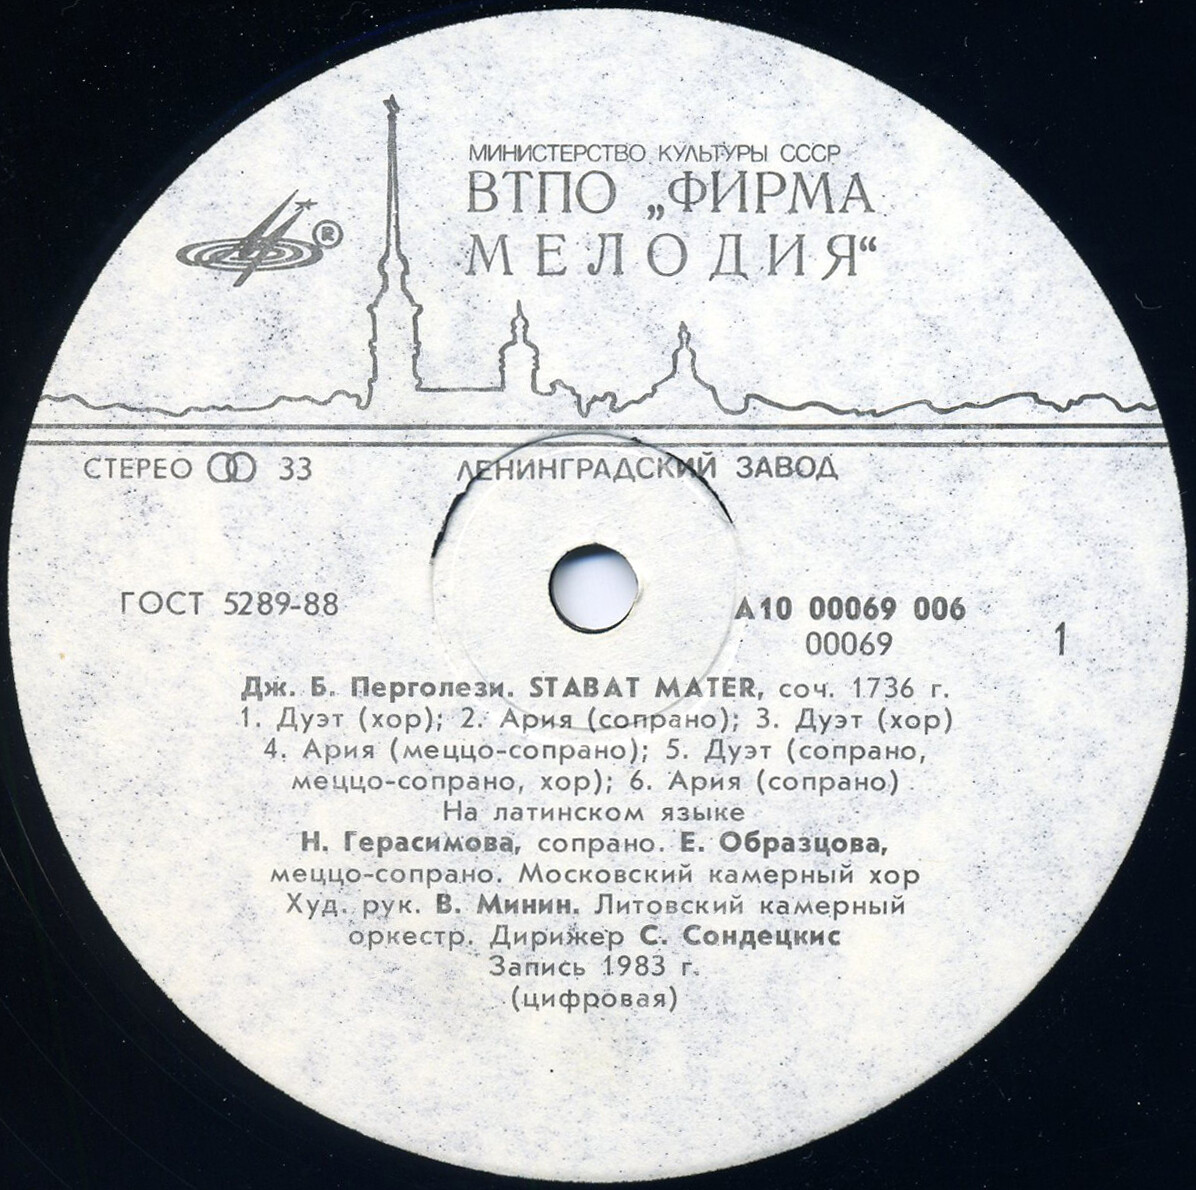 МИНИСТЕРСТВО КУЛЬТУРЫ СССР
ВТПО „ФИРМА
МЕЛОДИЯ“
®
СТЕРЕО 33
ЛЕНИНГРАДСКИЙ ЗАВОД
ГОСТ 5289-88
А10 00069 006
00069
1
Дж. Б. Перголези. STABAT MATER, соч. 1736 г.
1. Дуэт (хор); 2. Ария (сопрано); 3. Дуэт (хор)
4. Ария (меццо-сопрано); 5. Дуэт (сопрано,
меццо-сопрано, хор); 6. Ария (сопрано)
На латинском языке
Н. Герасимова, сопрано. Е. Образцова,
меццо-сопрано. Московский камерный хор
Худ. рук. В. Минин. Литовский камерный
оркестр. Дирижер С. Сондецкис
Запись 1983 г.
(цифровая)